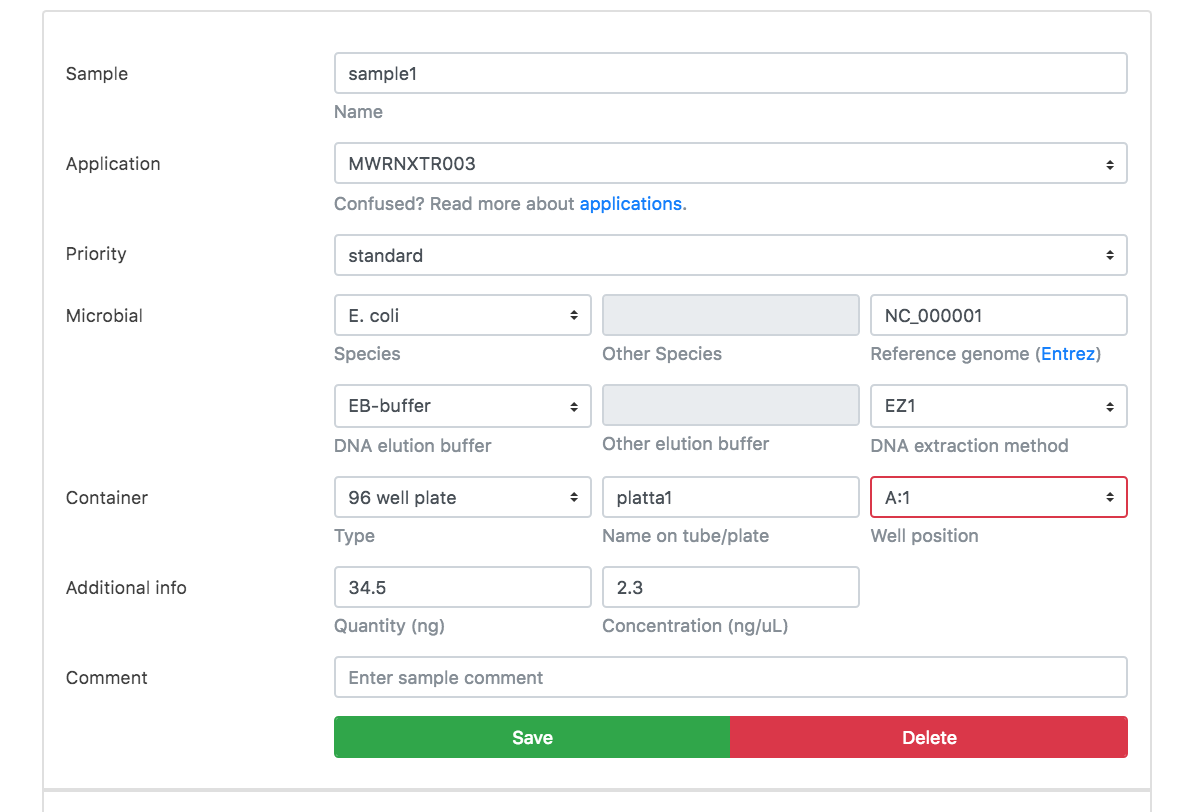 Sample
sample1
Name
Application
MWRNXTR003
Confused? Read more about applications.
Priority
standard
Microbial
E. coli
NC_000001
Species
Other Species
Reference genome (Entrez)
EB-buffer
EZ1
DNA elution buffer
Other elution buffer
DNA extraction method
Container
96 well plate
platta1
A:1
Type
Name on tube/plate
Well position
Additional info
34.5
2.3
Quantity (ng)
Concentration (ng/uL)
Comment
Enter sample comment
Save
Delete